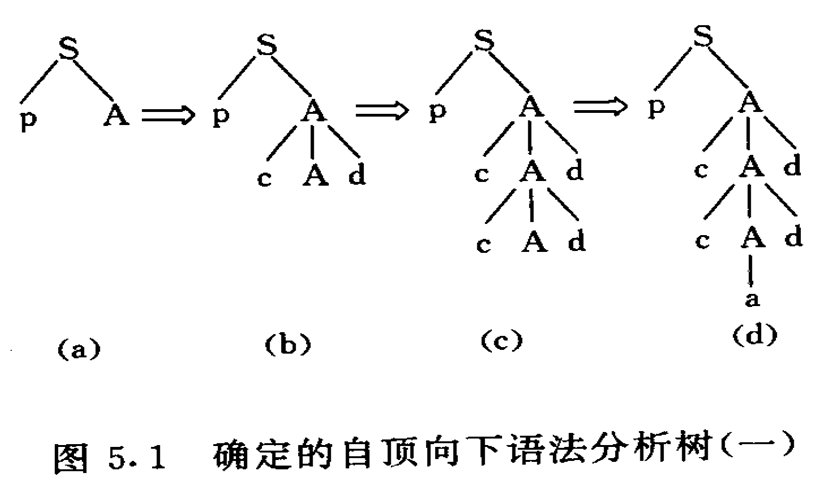 S S S S
p A ⇒ p A ⇒ p A ⇒ p A
c A d c A d c A d
c A d c A d
a
(a) (b) (c) (d)
图 5.1 确定的自顶向下语法分析树(一)